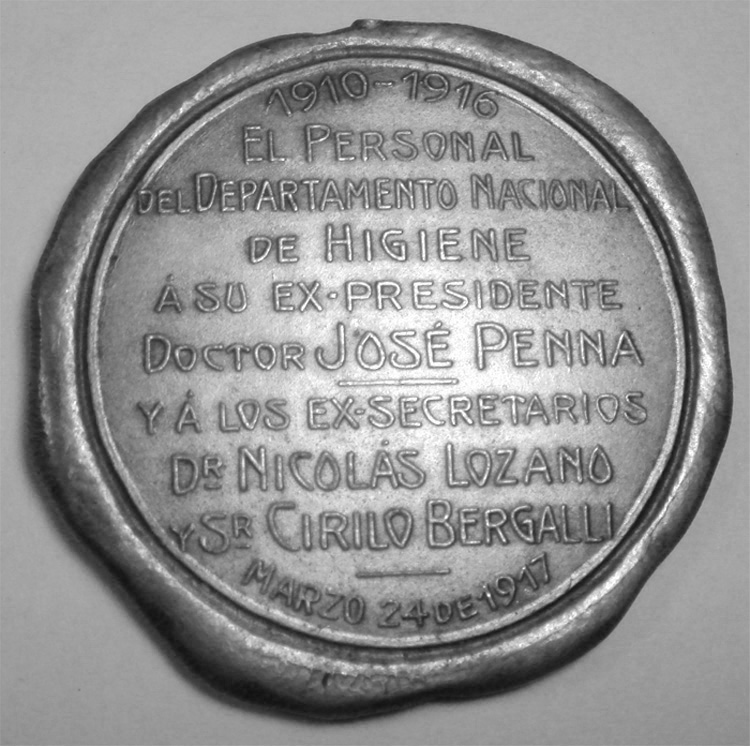 1910-1916
EL PERSONAL
DEL DEPARTAMENTO NACIONAL
DE HIGIENE
Á SU EX-PRESIDENTE
DOCTOR JOSÉ PENNA
Y Á LOS EX-SECRETARIOS
DR NICOLÁS LOZANO
Y SR CIRILO BERGALLI
MARZO 24 DE 1917